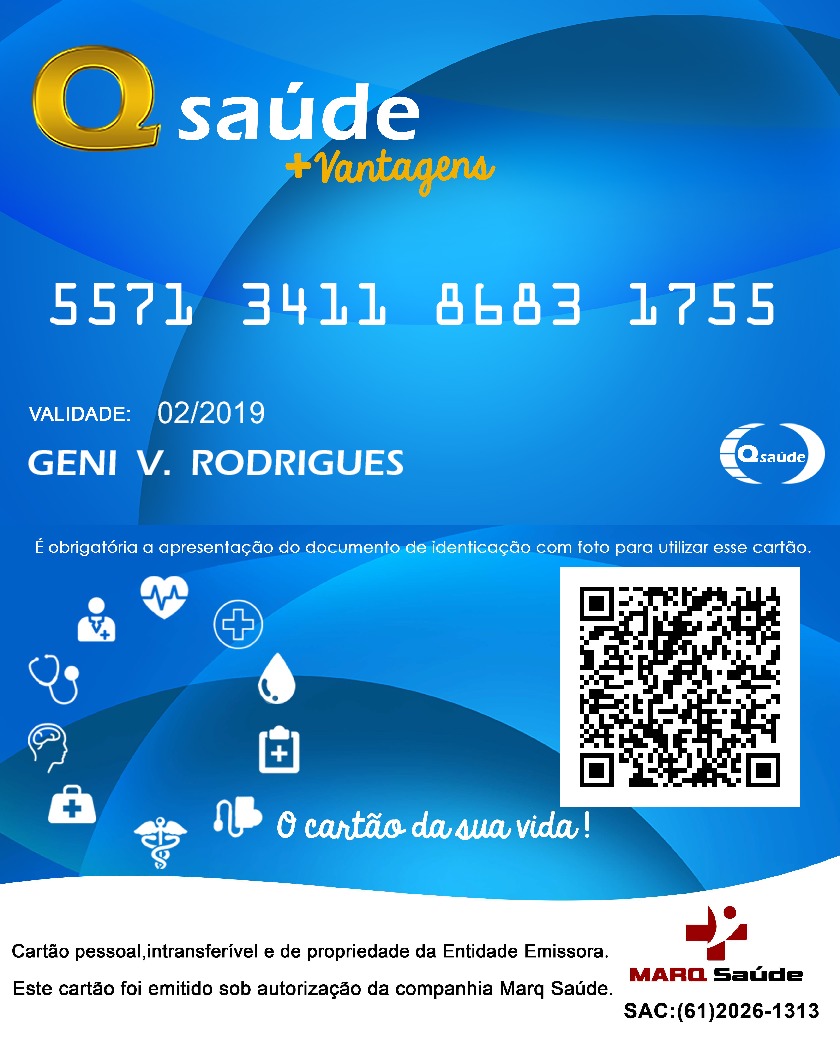 Q saúde
+Vantagens
5571 3411 8683 1755
VALIDADE: 02/2019
GENI V. RODRIGUES
Qsaúde
É obrigatória a apresentação do documento de identicação com foto para utilizar esse cartão.
O cartão da sua vida!
Cartão pessoal,intransferível e de propriedade da Entidade Emissora.
MARQ Saúde
Este cartão foi emitido sob autorização da companhia Marq Saúde.
SAC:(61)2026-1313